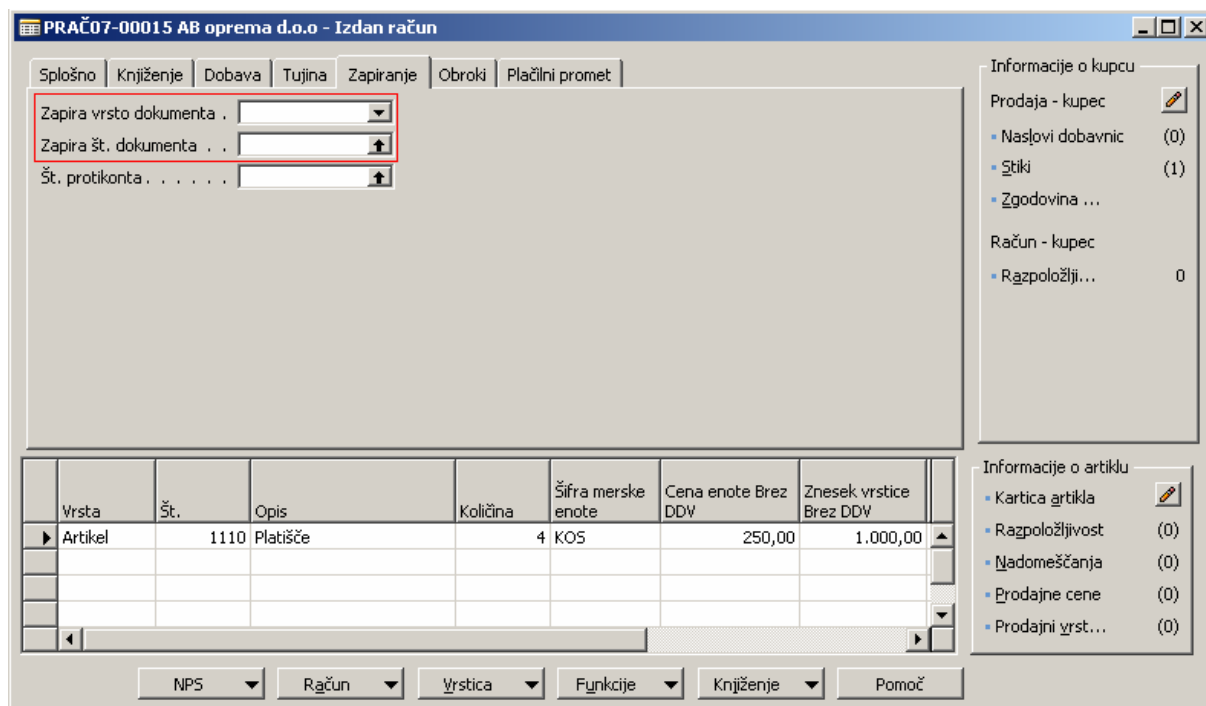 PRAČ07-00015 AB oprema d.o.o - Izdan račun
Splošno Knjiženje Dobava Tujina Zapiranje Obroki Plačilni promet
Zapira vrsto dokumenta .
Zapira št. dokumenta . .
Št. protikonta . . . . . .
Informacije o kupcu
Prodaja - kupec
Naslovi dobavnic (0)
Stiki (1)
Zgodovina ...
Račun - kupec
Razpoložlji... 0
Vrsta Št. Opis Količina Šifra merske enote Cena enote Brez DDV Znesek vrstice Brez DDV
Artikel 1110 Platišče 4 KOS 250,00 1.000,00
Informacije o artiklu
Kartica artikla
Razpoložljivost (0)
Nadomeščanja (0)
Prodajne cene (0)
Prodajni vrst... (0)
NPS Račun Vrstica Funkcije Knjiženje Pomoč